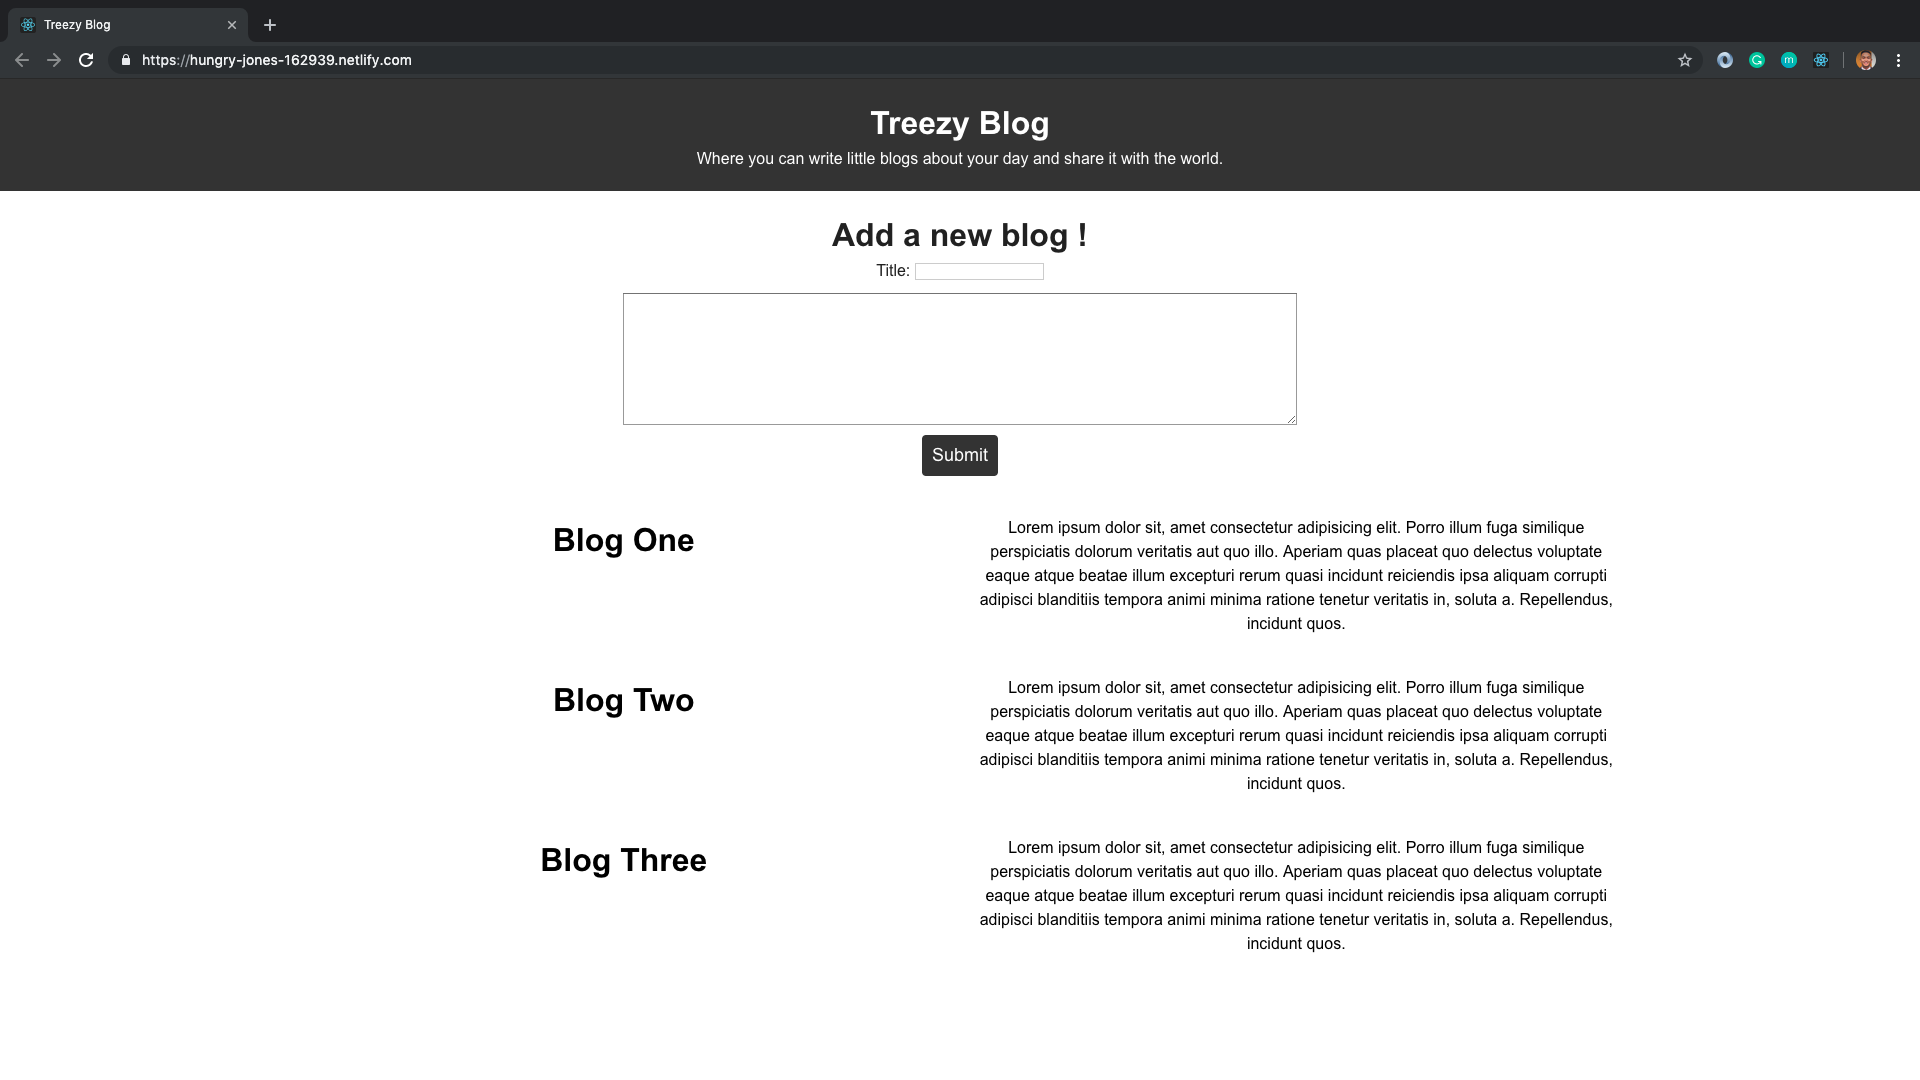 Treezy Blog
https://hungry-jones-162939.netlify.com
Treezy Blog
Where you can write little blogs about your day and share it with the world.
Add a new blog !
Title:
Submit
Blog One
Lorem ipsum dolor sit, amet consectetur adipisicing elit. Porro illum fuga similique
perspiciatis dolorum veritatis aut quo illo. Aperiam quas placeat quo delectus voluptate
eaque atque beatae illum excepturi rerum quasi incidunt reiciendis ipsa aliquam corrupti
adipisci blanditiis tempora animi minima ratione tenetur veritatis in, soluta a. Repellendus,
incidunt quos.
Blog Two
Lorem ipsum dolor sit, amet consectetur adipisicing elit. Porro illum fuga similique
perspiciatis dolorum veritatis aut quo illo. Aperiam quas placeat quo delectus voluptate
eaque atque beatae illum excepturi rerum quasi incidunt reiciendis ipsa aliquam corrupti
adipisci blanditiis tempora animi minima ratione tenetur veritatis in, soluta a. Repellendus,
incidunt quos.
Blog Three
Lorem ipsum dolor sit, amet consectetur adipisicing elit. Porro illum fuga similique
perspiciatis dolorum veritatis aut quo illo. Aperiam quas placeat quo delectus voluptate
eaque atque beatae illum excepturi rerum quasi incidunt reiciendis ipsa aliquam corrupti
adipisci blanditiis tempora animi minima ratione tenetur veritatis in, soluta a. Repellendus,
incidunt quos.